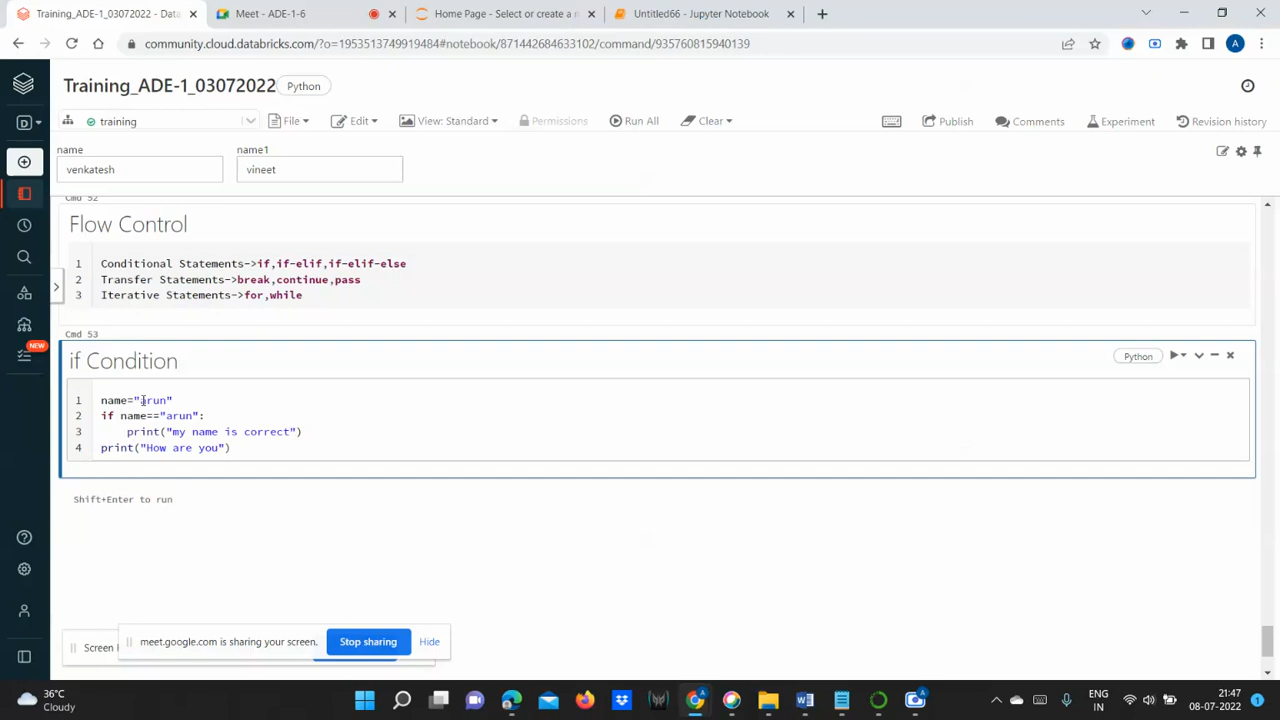 Training_ADE-1_03072022 - Data
Meet - ADE-1-6
Home Page - Select or create a n
Untitled66 - Jupyter Notebook
community.cloud.databricks.com/?o=1953513749919484#notebook/871442684633102/command/935760815940139
A
Training_ADE-1_03072022
Python
D
training
File
Edit
View: Standard
Permissions
Run All
Clear
Publish
Comments
Experiment
Revision history
name
name1
venkatesh
vineet
Cmd 52
Flow Control
1 Conditional Statements->if,if-elif,if-elif-else
2 Transfer Statements->break,continue,pass
3 Iterative Statements->for,while
Cmd 53
NEW
if Condition
Python
1 name="arun"
2 if name=="arun":
3 print("my name is correct")
4 print("How are you")
Shift+Enter to run
Screen
meet.google.com is sharing your screen.
Stop sharing
Hide
36°C
Cloudy
ENG
IN
21:47
08-07-2022
1